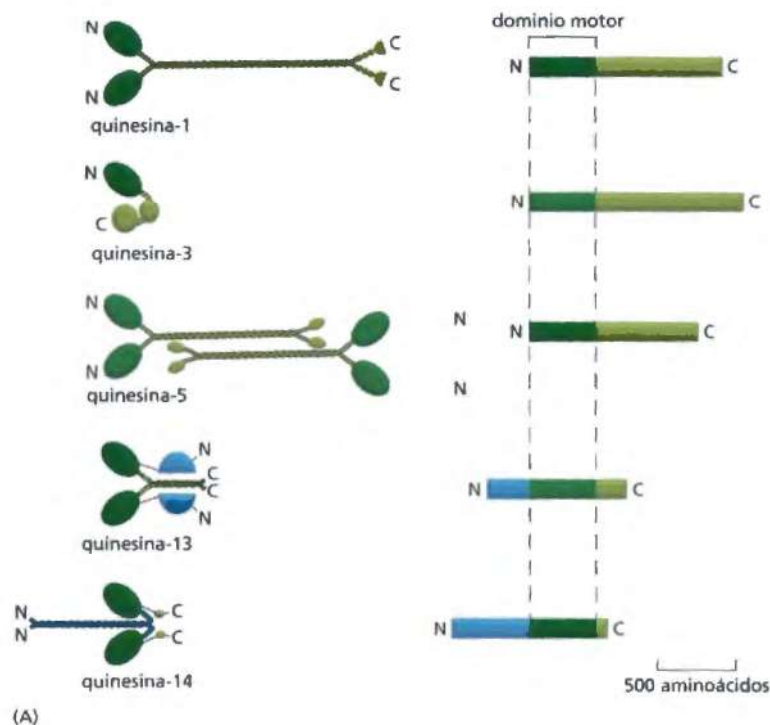 dominio motor
N
C
N
C
N
C
quinesina-1
N
C
quinesina-3
N
C
N
N
quinesina-5
N
N
N
N
C
N
C
C
N
quinesina-13
N
C
N
N
C
C
quinesina-14
N
C
500 aminoácidos
(A)